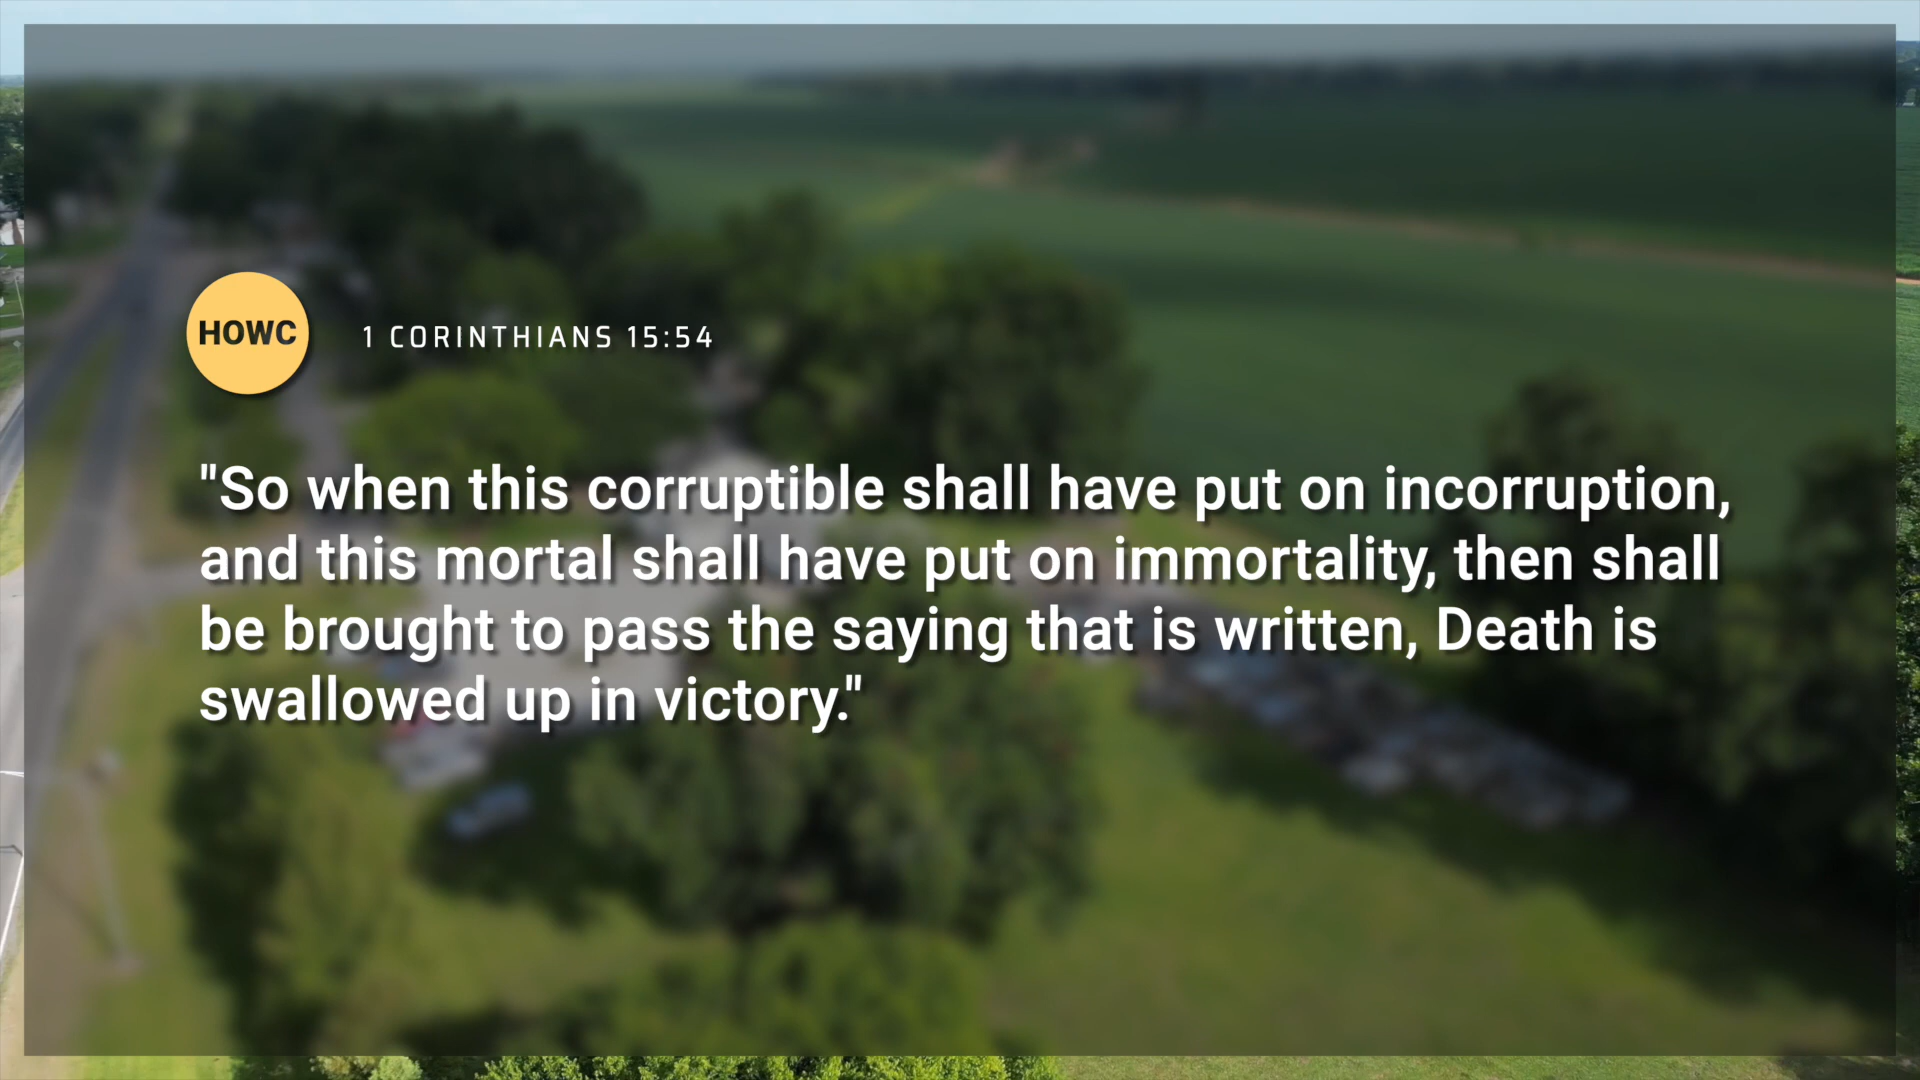 HOWC
1 CORINTHIANS 15:54
"So when this corruptible shall have put on incorruption,
and this mortal shall have put on immortality, then shall
be brought to pass the saying that is written, Death is
swallowed up in victory."